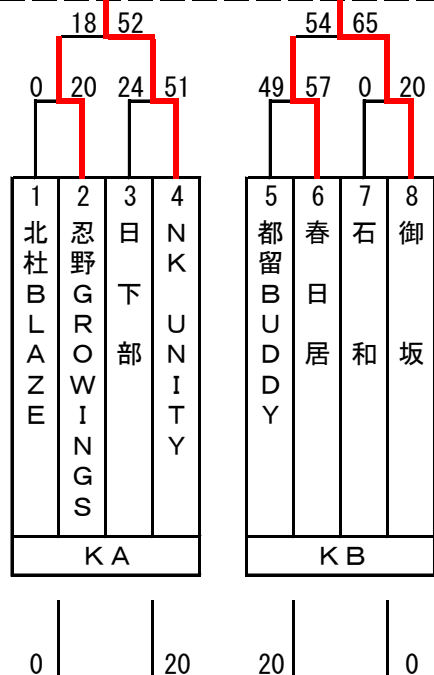 18 52
54 65
0 20 24 51
49 57 0 20
1 2 3 4
5 6 7 8
北杜BLAZE
忍野GROWINGS
日下部
NK UNITY
都留BUDDY
春日居
石和
御坂
KA
KB
0 20
20 0